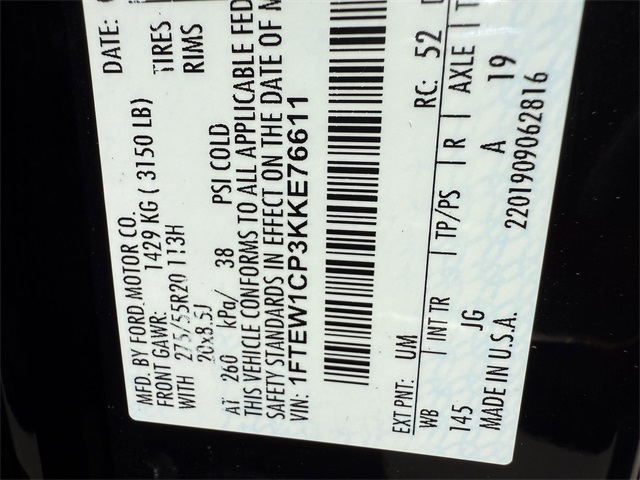 MFD. BY FORD MOTOR CO. DATE:
FRONT GAWR: 1429 KG ( 3150 LB)
WITH 275/55R20 113H TIRES
20x8.5J RIMS
AT 260 kPa/ 38 PSI COLD
THIS VEHICLE CONFORMS TO ALL APPLICABLE FED
SAFETY STANDARDS IN EFFECT ON THE DATE OF M
VIN: 1FTEW1CP3KKE76611
EXT PNT: UM RC: 52
WB INT TR TP/PS R AXLE
145 JG A 19
MADE IN U.S.A. 2201909062816